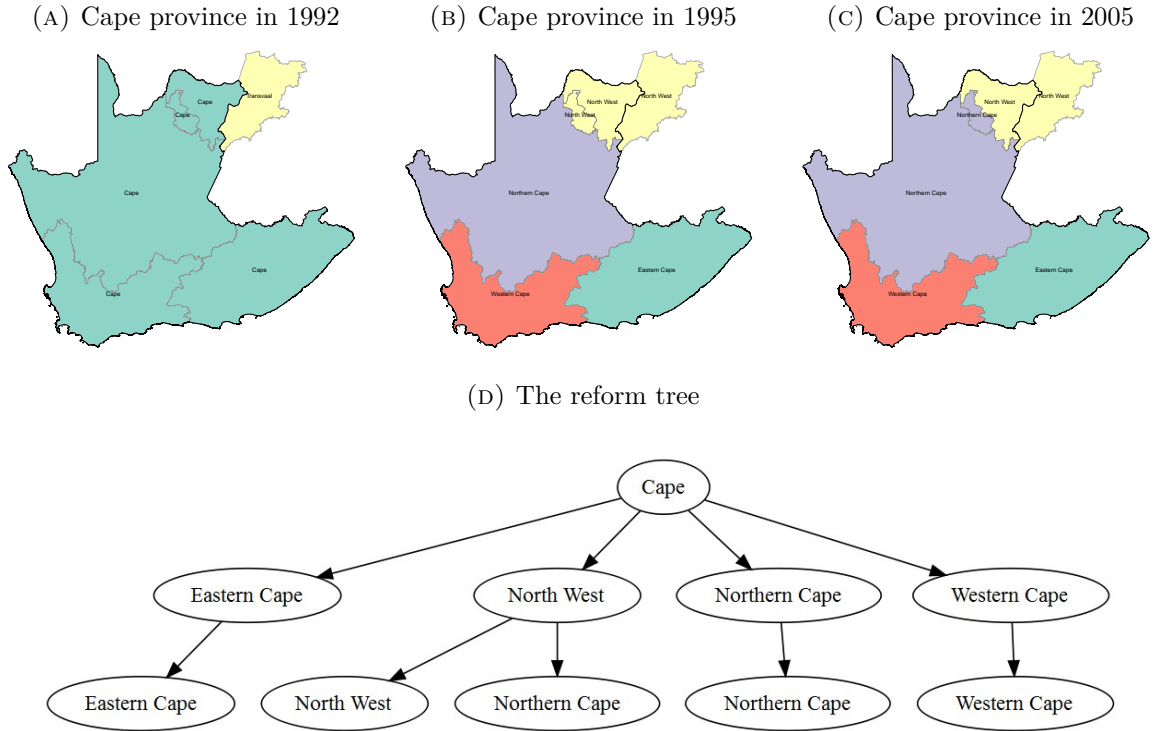 (A) Cape province in 1992
(B) Cape province in 1995
(C) Cape province in 2005
Cape
Transvaal
Cape
Cape
Cape
Cape
North West
North West
North West
Northern Cape
Eastern Cape
Western Cape
North West
North West
Northern Cape
Northern Cape
Eastern Cape
Western Cape
(D) The reform tree
Cape
Eastern Cape
North West
Northern Cape
Western Cape
Eastern Cape
North West
Northern Cape
Northern Cape
Western Cape